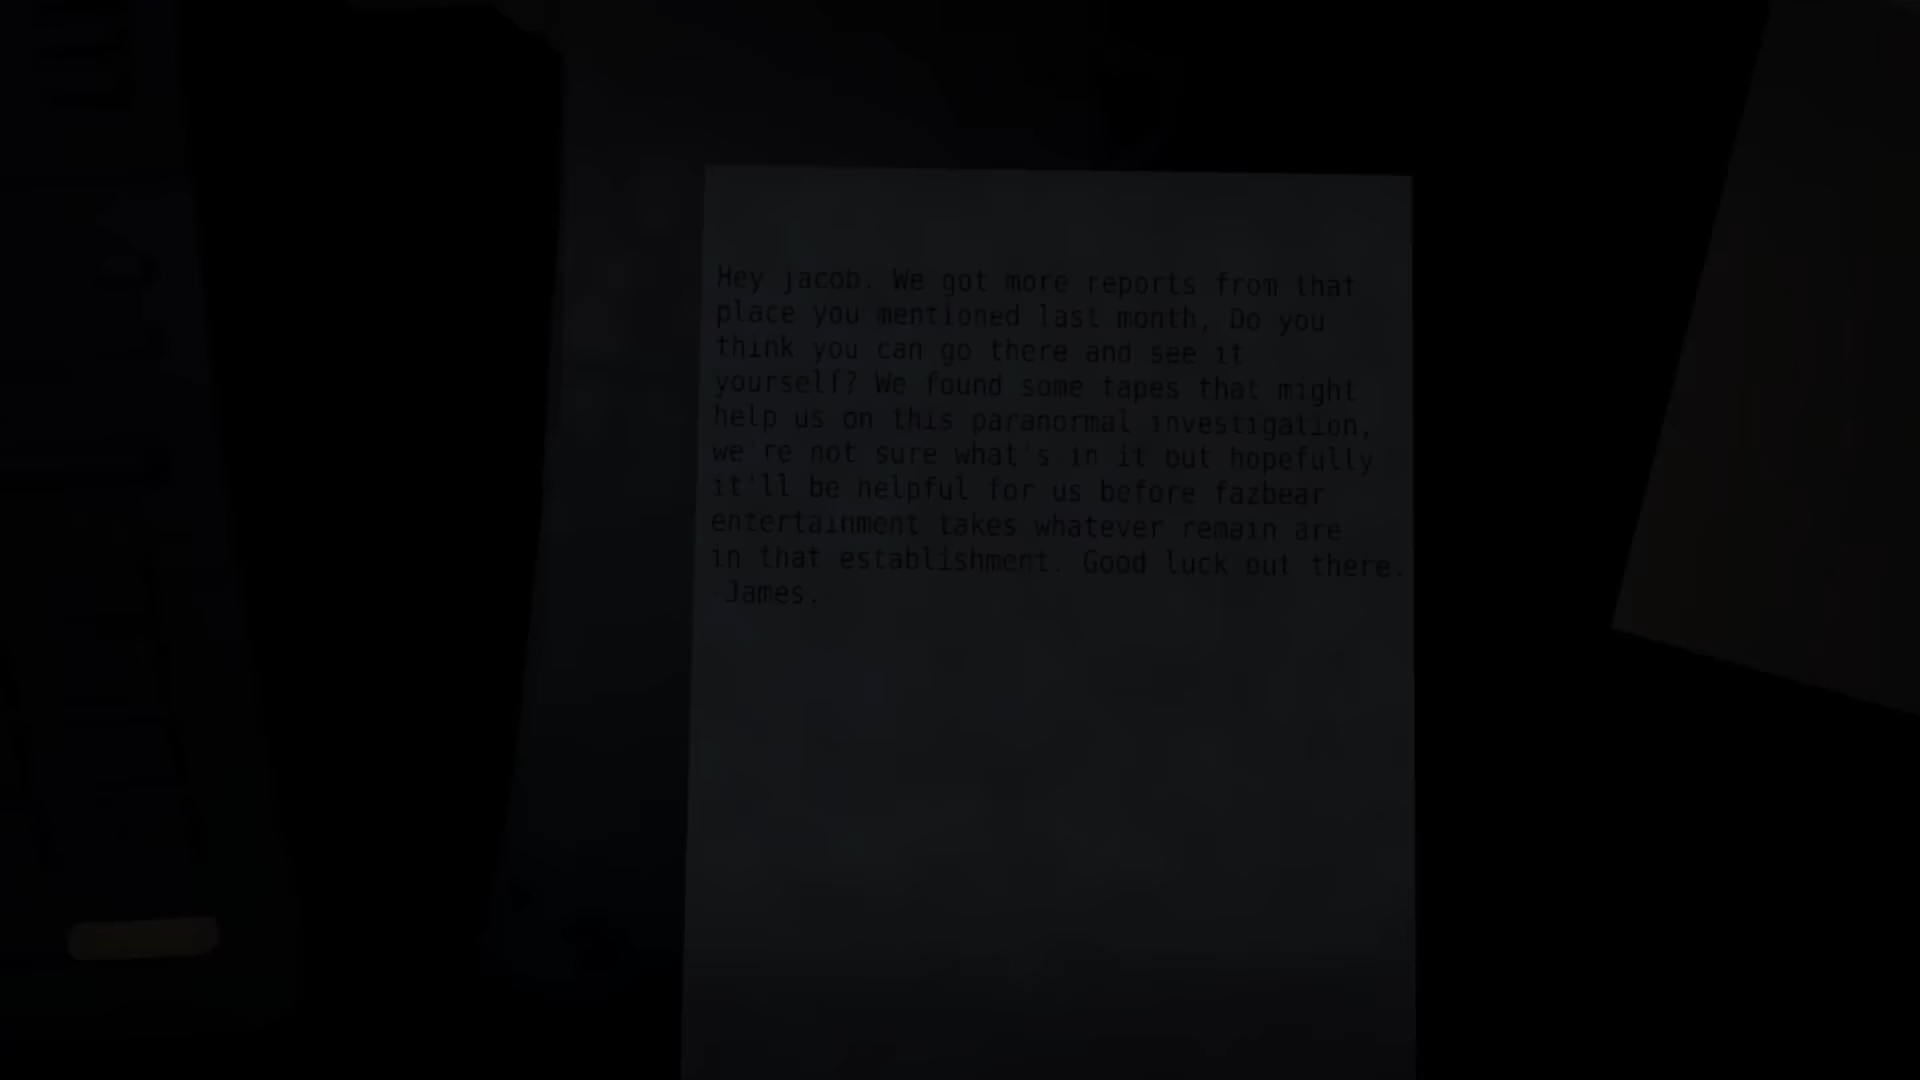 Hey jacob. We got more reports from that
place you mentioned last month, Do you
think you can go there and see it
yourself? We found some tapes that might
help us on this paranormal investigation,
we're not sure what's in it but hopefully
it'll be helpful for us before fazbear
entertainment takes whatever remain are
in that establishment. Good luck out there.
-James.